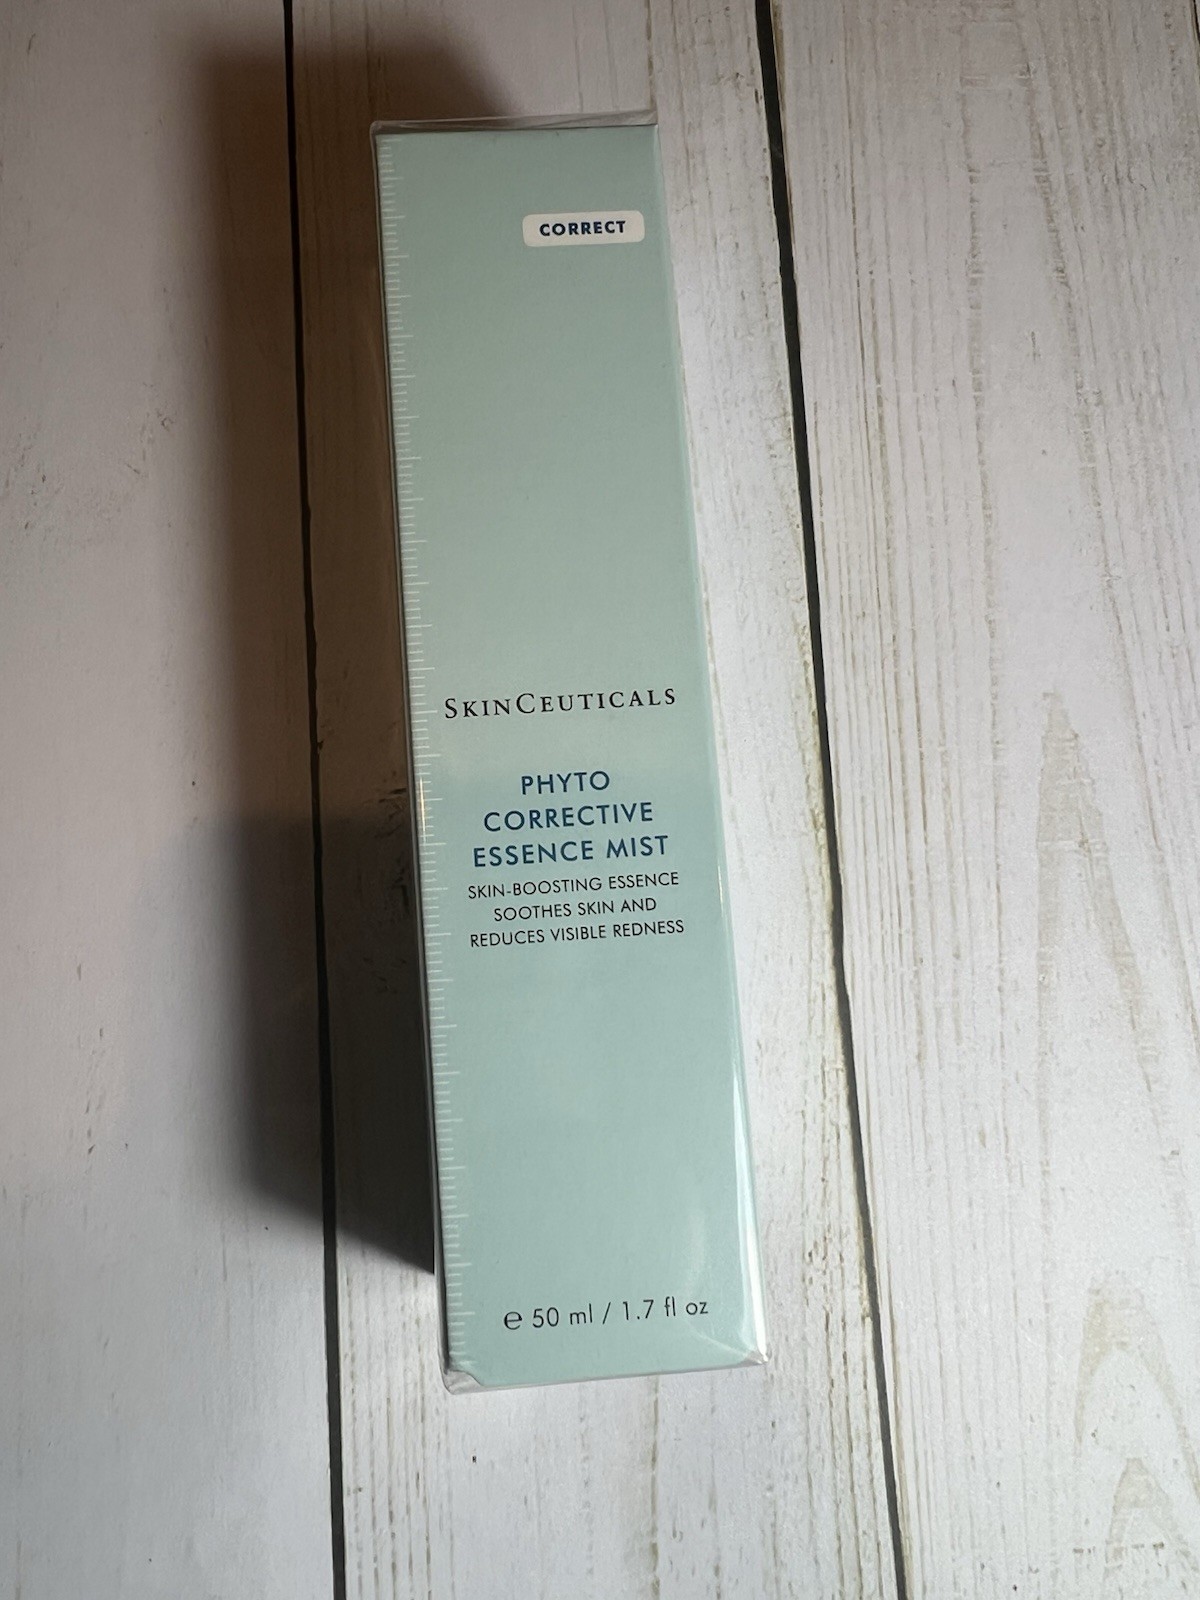 CORRECT
SKINCEUTICALS
PHYTO
CORRECTIVE
ESSENCE MIST
SKIN-BOOSTING ESSENCE
SOOTHES SKIN AND
REDUCES VISIBLE REDNESS
℮ 50 ml / 1.7 fl oz